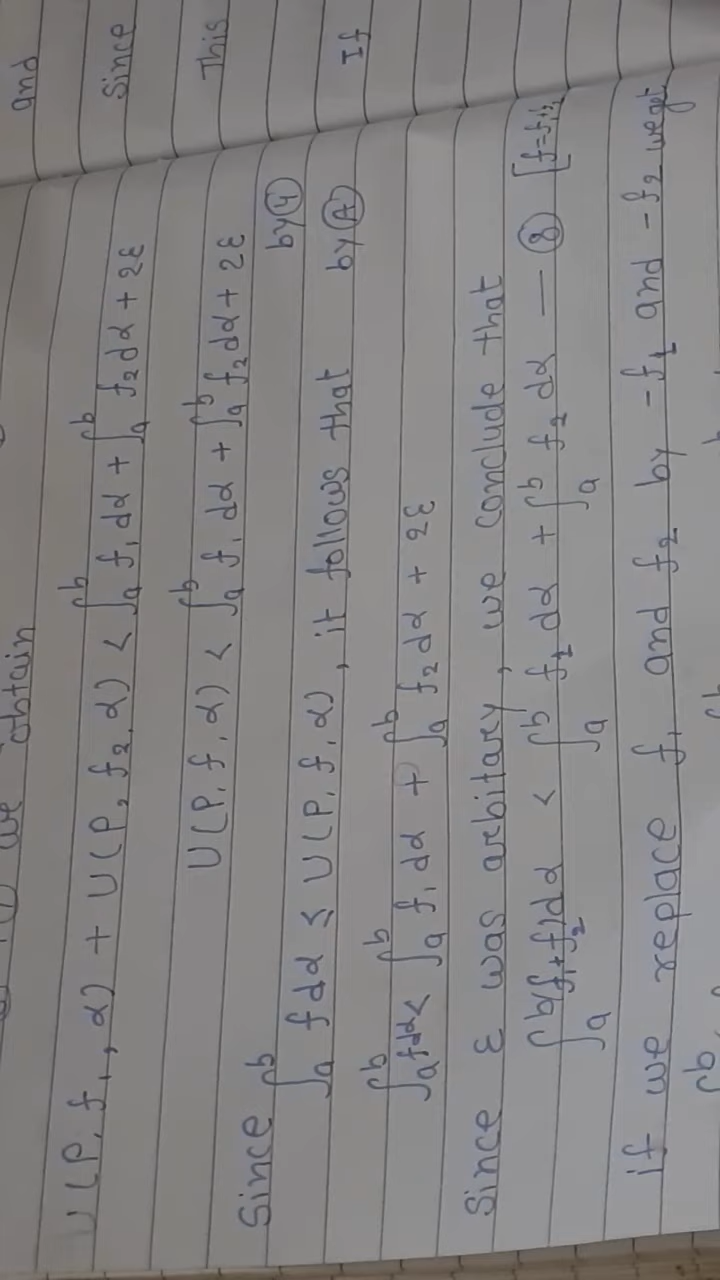 we obtain
U(P, f₁, α) + U(P, f₂, α) < ∫ₐᵇ f₁ dα + ∫ₐᵇ f₂ dα + 2ε
U(P, f, α) < ∫ₐᵇ f₁ dα + ∫ₐᵇ f₂ dα + 2ε
by ④
Since ∫ₐᵇ f dα ≤ U(P, f, α), it follows that by Ⓐ
∫ₐᵇ f dα < ∫ₐᵇ f₁ dα + ∫ₐᵇ f₂ dα + 2ε
Since ε was arbitary, we conclude that
∫ₐᵇ (f₁+f₂) dα < ∫ₐᵇ f₁ dα + ∫ₐᵇ f₂ dα — ⑧ [f=f₁
if we replace f₁ and f₂ by -f₁ and -f₂ we get
and
Since
This
If